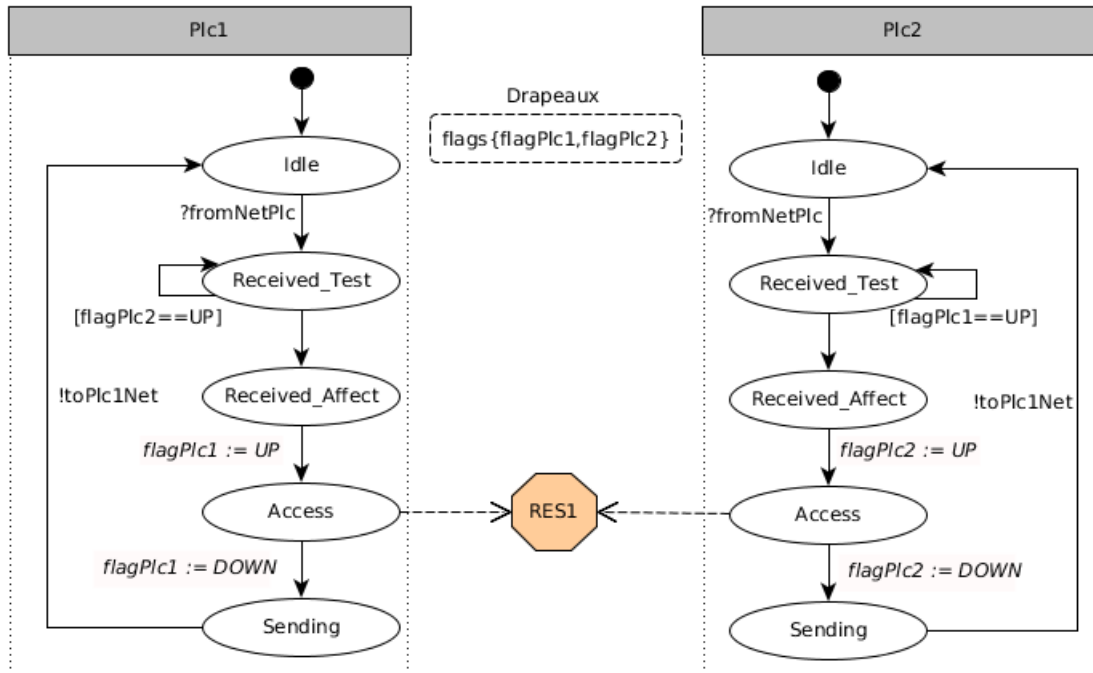 Plc1
Plc2
Drapeaux
flags{flagPlc1,flagPlc2}
Idle
?fromNetPlc
Received_Test
[flagPlc2==UP]
!toPlc1Net
Received_Affect
flagPlc1 := UP
Access
flagPlc1 := DOWN
Sending
RES1
Idle
?fromNetPlc
Received_Test
[flagPlc1==UP]
Received_Affect
!toPlc1Net
flagPlc2 := UP
Access
flagPlc2 := DOWN
Sending